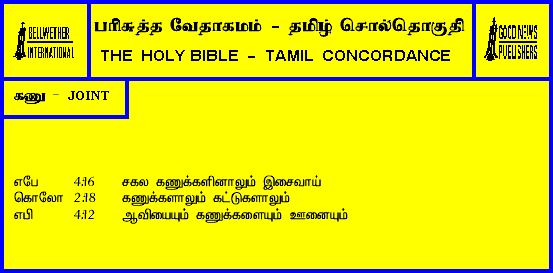 BELLWETHER
INTERNATIONAL
பரிசுத்த வேதாகமம் - தமிழ் சொல்தொகுதி
THE HOLY BIBLE - TAMIL CONCORDANCE
GOOD NEWS
PUBLISHERS
கணு - JOINT
எபே 4:16 சகல கணுக்களினாலும் இசைவாய்
கொலோ 2:18 கணுக்களாலும் கட்டுகளாலும்
எபி 4:12 ஆவியையும் கணுக்களையும் ஊனையும்